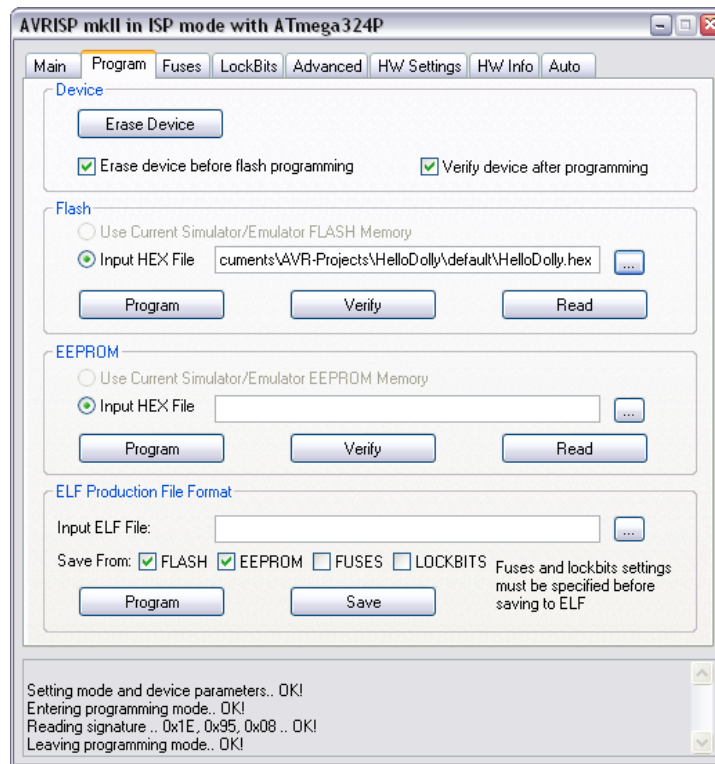 AVRISP mkII in ISP mode with ATmega324P
Main Program Fuses LockBits Advanced HW Settings HW Info Auto
Device
Erase Device
Erase device before flash programming Verify device after programming
Flash
Use Current Simulator/Emulator FLASH Memory
Input HEX File cuments\AVR-Projects\HelloDolly\default\HelloDolly.hex ...
Program Verify Read
EEPROM
Use Current Simulator/Emulator EEPROM Memory
Input HEX File ...
Program Verify Read
ELF Production File Format
Input ELF File: ...
Save From: FLASH EEPROM FUSES LOCKBITS
Fuses and lockbits settings
must be specified before
saving to ELF
Program Save
Setting mode and device parameters.. OK!
Entering programming mode.. OK!
Reading signature .. 0x1E, 0x95, 0x08 .. OK!
Leaving programming mode.. OK!